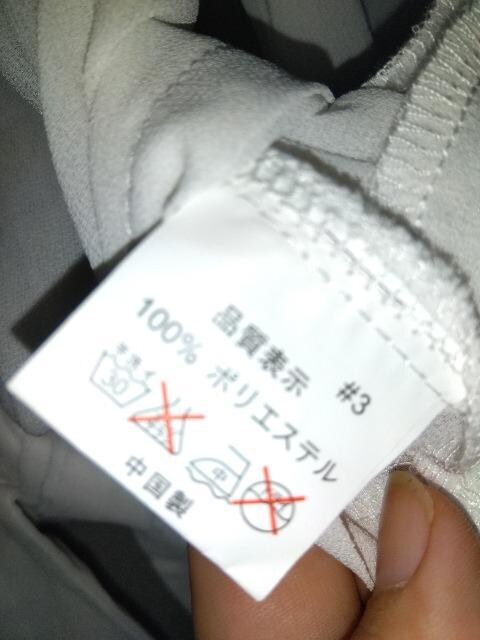 品質表示 #3
100% ポリエステル
手洗イ
30
中
中国製